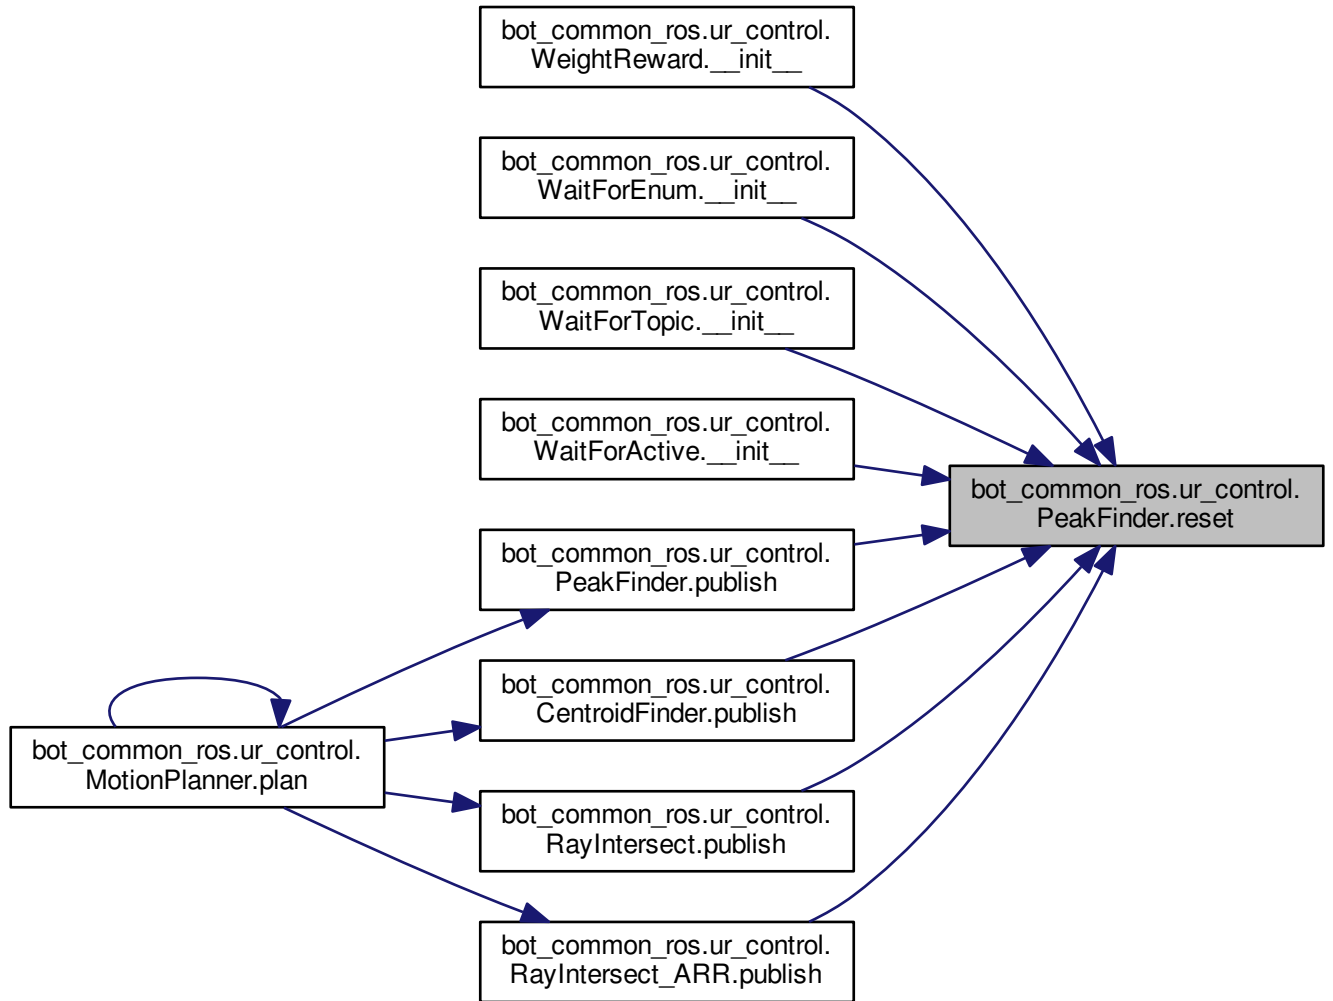 bot_common_ros.ur_control.
WeightReward.__init__
bot_common_ros.ur_control.
WaitForEnum.__init__
bot_common_ros.ur_control.
WaitForTopic.__init__
bot_common_ros.ur_control.
WaitForActive.__init__
bot_common_ros.ur_control.
PeakFinder.reset
bot_common_ros.ur_control.
PeakFinder.publish
bot_common_ros.ur_control.
CentroidFinder.publish
bot_common_ros.ur_control.
MotionPlanner.plan
bot_common_ros.ur_control.
RayIntersect.publish
bot_common_ros.ur_control.
RayIntersect_ARR.publish